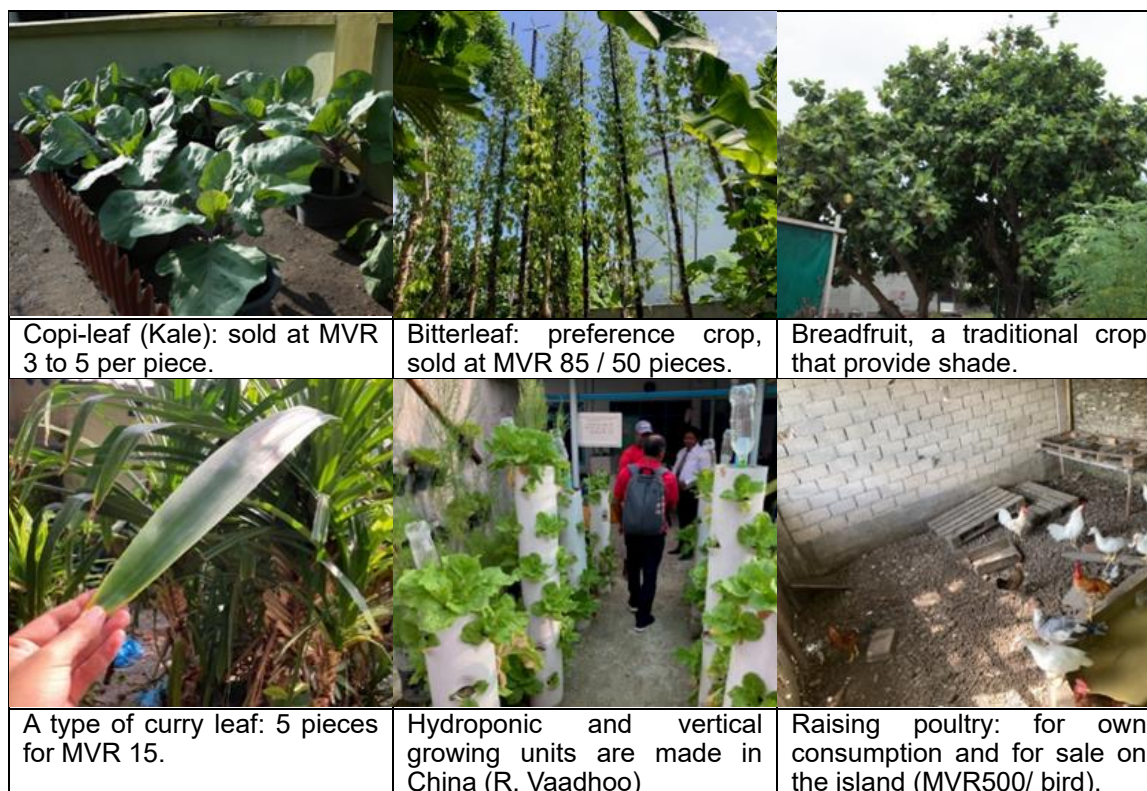 Copi-leaf (Kale): sold at MVR
3 to 5 per piece.
Bitterleaf: preference crop,
sold at MVR 85 / 50 pieces.
Breadfruit, a traditional crop
that provide shade.
A type of curry leaf: 5 pieces
for MVR 15.
Hydroponic and vertical
growing units are made in
China (R. Vaadhoo)
Raising poultry: for own
consumption and for sale on
the island (MVR500/ bird).